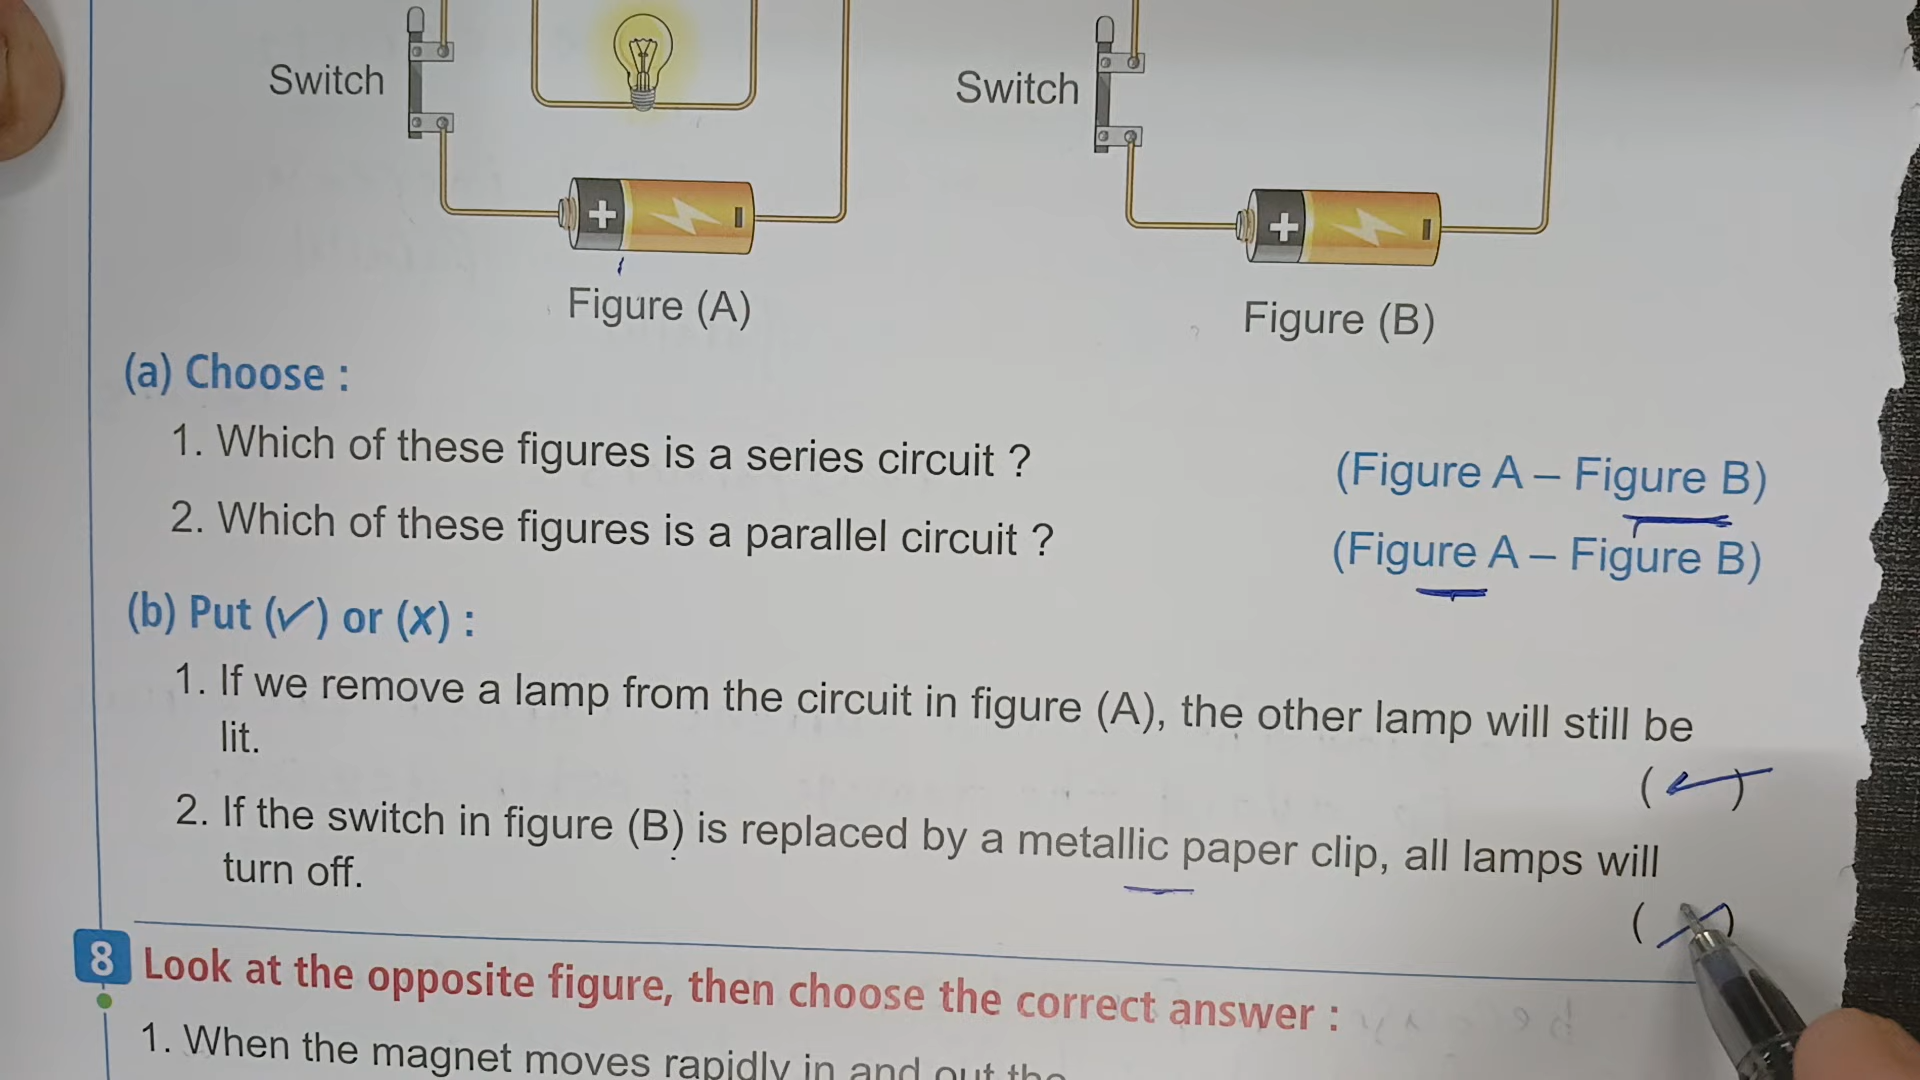 Switch
Switch
Figure (A)
Figure (B)
(a) Choose :
1. Which of these figures is a series circuit ? (Figure A – Figure B)
2. Which of these figures is a parallel circuit ? (Figure A – Figure B)
(b) Put (✓) or (x) :
1. If we remove a lamp from the circuit in figure (A), the other lamp will still be
lit. (✓)
2. If the switch in figure (B) is replaced by a metallic paper clip, all lamps will
turn off. ( )
8 Look at the opposite figure, then choose the correct answer :
1. When the magnet moves rapidly in and out the